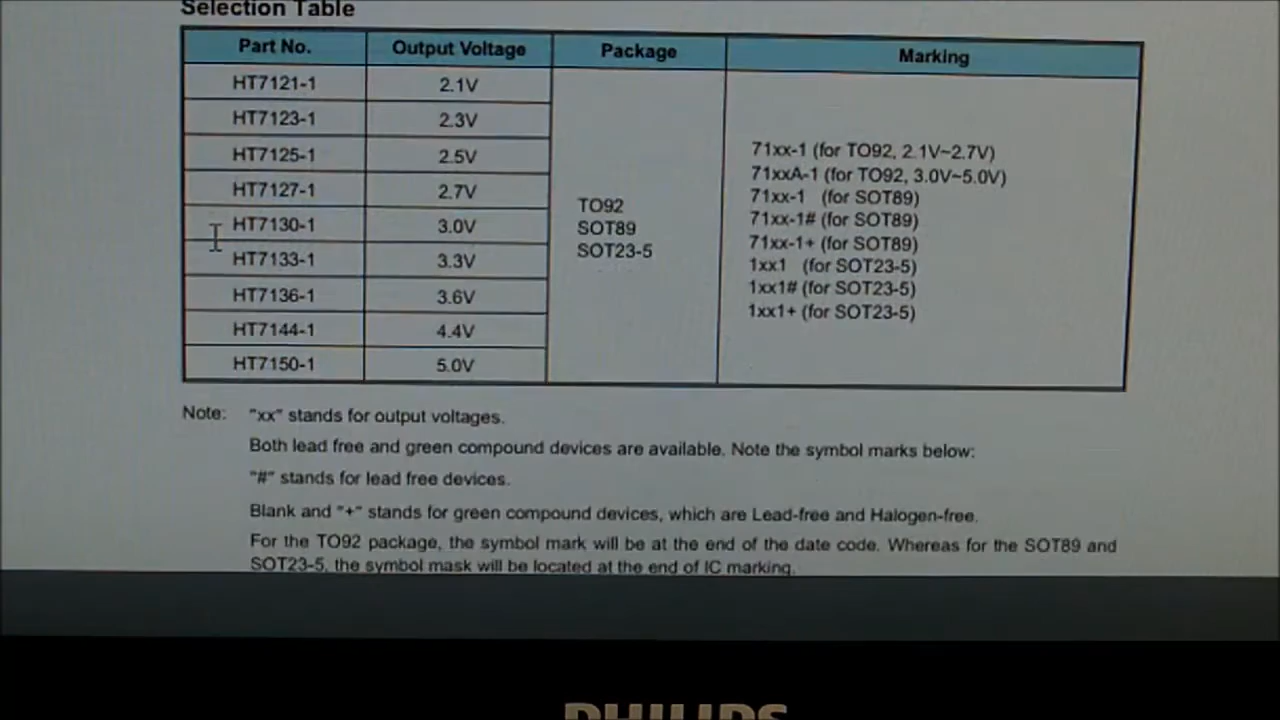 Selection Table
Part No. Output Voltage Package Marking
HT7121-1 2.1V
HT7123-1 2.3V
HT7125-1 2.5V
HT7127-1 2.7V
HT7130-1 3.0V
HT7133-1 3.3V
HT7136-1 3.6V
HT7144-1 4.4V
HT7150-1 5.0V
TO92
SOT89
SOT23-5
71xx-1 (for TO92, 2.1V~2.7V)
71xxA-1 (for TO92, 3.0V~5.0V)
71xx-1 (for SOT89)
71xx-1# (for SOT89)
71xx-1+ (for SOT89)
1xx1 (for SOT23-5)
1xx1# (for SOT23-5)
1xx1+ (for SOT23-5)
Note: "xx" stands for output voltages.
Both lead free and green compound devices are available. Note the symbol marks below:
"#" stands for lead free devices.
Blank and "+" stands for green compound devices, which are Lead-free and Halogen-free.
For the TO92 package, the symbol mark will be at the end of the date code. Whereas for the SOT89 and
SOT23-5, the symbol mask will be located at the end of IC marking.
PHILIPS